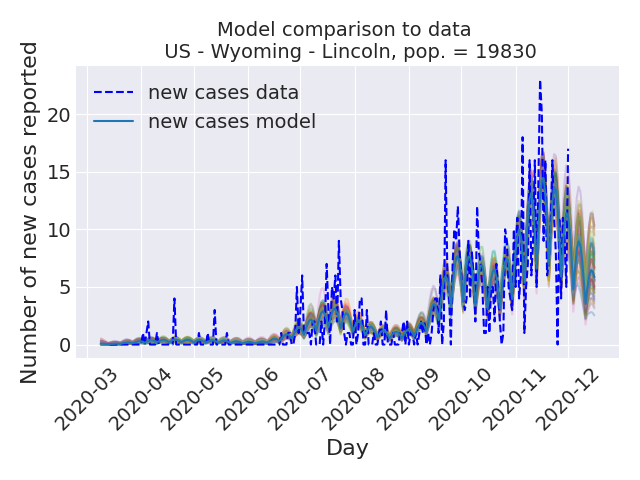 Model comparison to data
US - Wyoming - Lincoln, pop. = 19830
Number of new cases reported
20
15
10
5
0
new cases data
new cases model
2020-03
2020-04
2020-05
2020-06
2020-07
2020-08
2020-09
2020-10
2020-11
2020-12
Day